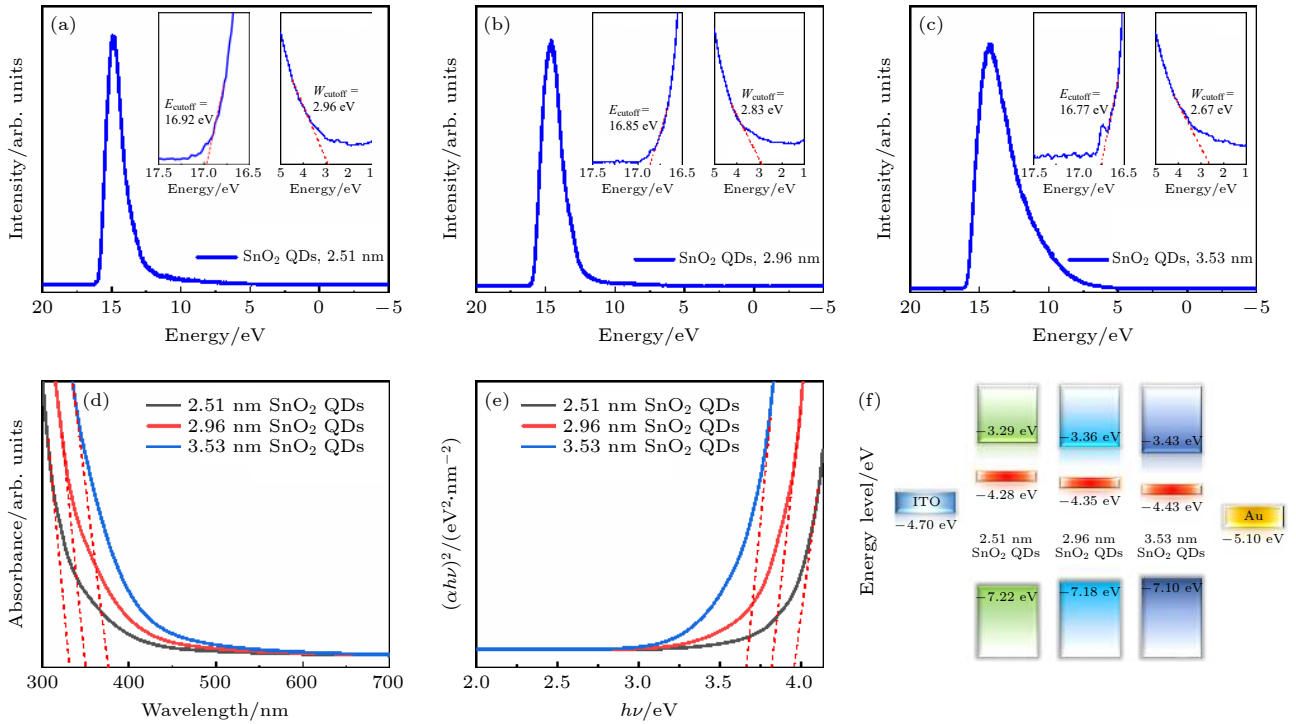 (a)
Intensity/arb. units
E_cutoff =
16.92 eV
17.5 17.0 16.5
Energy/eV
W_cutoff =
2.96 eV
5 4 3 2 1
Energy/eV
SnO₂ QDs, 2.51 nm
20 15 10 5 0 −5
Energy/eV
(b)
Intensity/arb. units
E_cutoff =
16.85 eV
17.5 17.0 16.5
Energy/eV
W_cutoff =
2.83 eV
5 4 3 2 1
Energy/eV
SnO₂ QDs, 2.96 nm
20 15 10 5 0 −5
Energy/eV
(c)
Intensity/arb. units
E_cutoff =
16.77 eV
17.5 17.0 16.5
Energy/eV
W_cutoff =
2.67 eV
5 4 3 2 1
Energy/eV
SnO₂ QDs, 3.53 nm
20 15 10 5 0 −5
Energy/eV
(d)
Absorbance/arb. units
2.51 nm SnO₂ QDs
2.96 nm SnO₂ QDs
3.53 nm SnO₂ QDs
300 400 500 600 700
Wavelength/nm
(e)
(αhν)²/(eV²·nm⁻²)
2.51 nm SnO₂ QDs
2.96 nm SnO₂ QDs
3.53 nm SnO₂ QDs
2.0 2.5 3.0 3.5 4.0
hν/eV
(f)
Energy level/eV
−3.29 eV −3.36 eV −3.43 eV
−4.28 eV −4.35 eV −4.43 eV
ITO
−4.70 eV
Au
−5.10 eV
2.51 nm 2.96 nm 3.53 nm
SnO₂ QDs SnO₂ QDs SnO₂ QDs
−7.22 eV −7.18 eV −7.10 eV